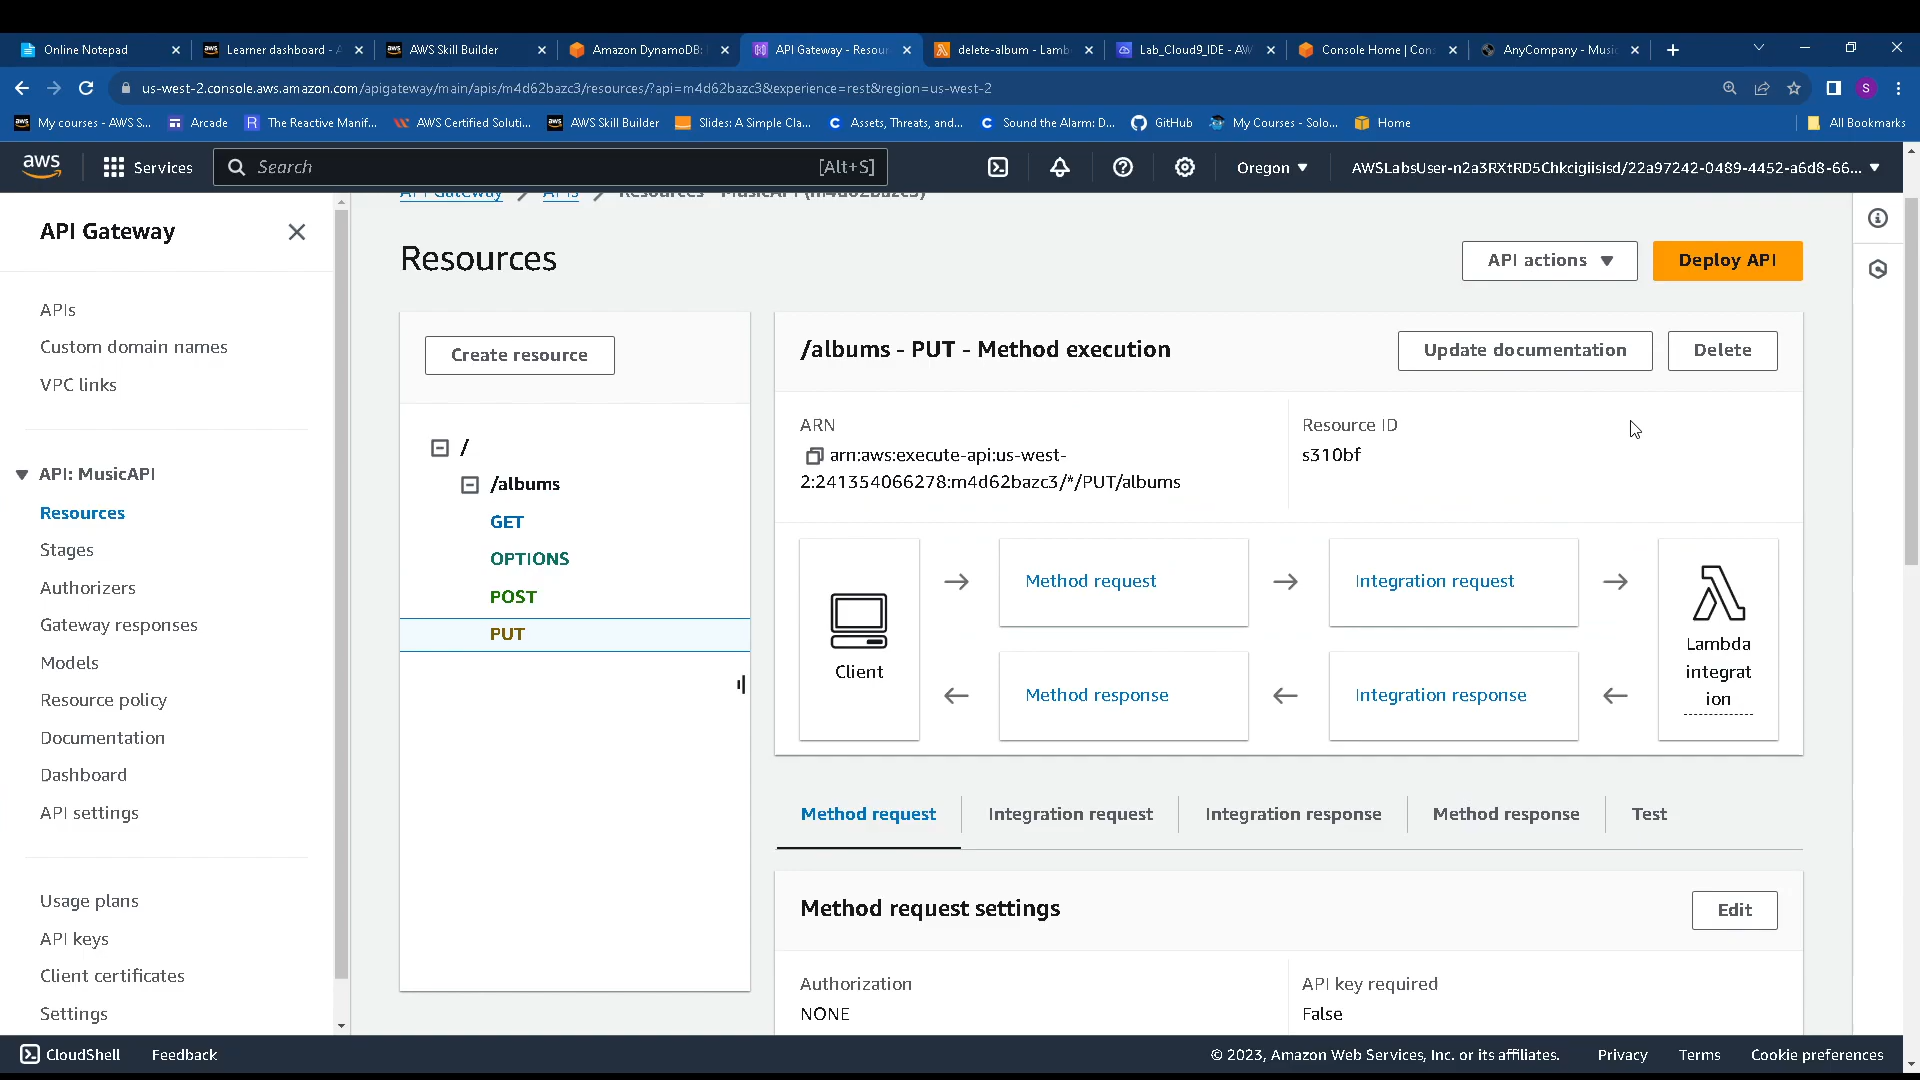 Online Notepad
Learner dashboard - A
AWS Skill Builder
Amazon DynamoDB:
API Gateway - Resour
delete-album - Lamb
Lab_Cloud9_IDE - AW
Console Home | Con
AnyCompany - Music
us-west-2.console.aws.amazon.com/apigateway/main/apis/m4d62bazc3/resources/?api=m4d62bazc3&experience=rest&region=us-west-2
S
My courses - AWS S...
Arcade
The Reactive Manif...
AWS Certified Soluti...
AWS Skill Builder
Slides: A Simple Cla...
Assets, Threats, and...
Sound the Alarm: D...
GitHub
My Courses - Solo...
Home
All Bookmarks
aws
Services
Search
[Alt+S]
Oregon
AWSLabsUser-n2a3RXtRD5Chkcigiisisd/22a97242-0489-4452-a6d8-66...
API Gateway
APIs
Resources - MusicAPI (m4d62bazc3)
API Gateway
APIs
Custom domain names
VPC links
API: MusicAPI
Resources
Stages
Authorizers
Gateway responses
Models
Resource policy
Documentation
Dashboard
API settings
Usage plans
API keys
Client certificates
Settings
Resources
API actions
Deploy API
Create resource
/
/albums
GET
OPTIONS
POST
PUT
/albums - PUT - Method execution
Update documentation
Delete
ARN
arn:aws:execute-api:us-west-
2:241354066278:m4d62bazc3/*/PUT/albums
Resource ID
s310bf
Client
Method request
Integration request
Method response
Integration response
Lambda
integrat
ion
Method request
Integration request
Integration response
Method response
Test
Method request settings
Edit
Authorization
NONE
API key required
False
CloudShell
Feedback
© 2023, Amazon Web Services, Inc. or its affiliates.
Privacy
Terms
Cookie preferences